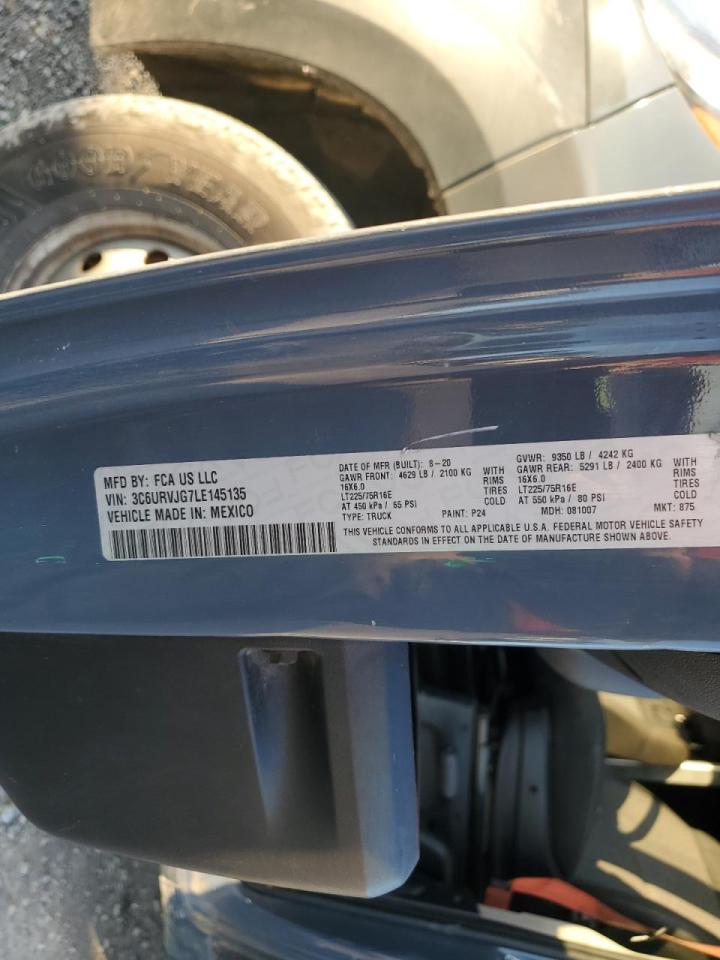 GOOD YEAR
MFD BY: FCA US LLC
VIN: 3C6URVJG7LE145135
VEHICLE MADE IN: MEXICO
DATE OF MFR (BUILT): 8-20 GVWR: 9350 LB / 4242 KG
GAWR FRONT: 4629 LB / 2100 KG WITH GAWR REAR: 5291 LB / 2400 KG WITH
16X6.0 RIMS 16X6.0 RIMS
LT225/75R16E TIRES LT225/75R16E TIRES
AT 450 kPa / 65 PSI AT 550 kPa / 80 PSI
TYPE: TRUCK PAINT: P24 MDH: 081007 MKT: 875
THIS VEHICLE CONFORMS TO ALL APPLICABLE U.S.A. FEDERAL MOTOR VEHICLE SAFETY
STANDARDS IN EFFECT ON THE DATE OF MANUFACTURE SHOWN ABOVE.